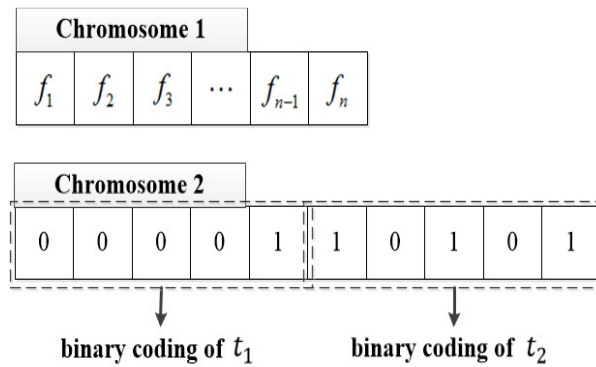 Chromosome 1
f₁ f₂ f₃ ⋯ fₙ₋₁ fₙ
Chromosome 2
0 0 0 0 1 1 0 1 0 1
binary coding of t₁ binary coding of t₂